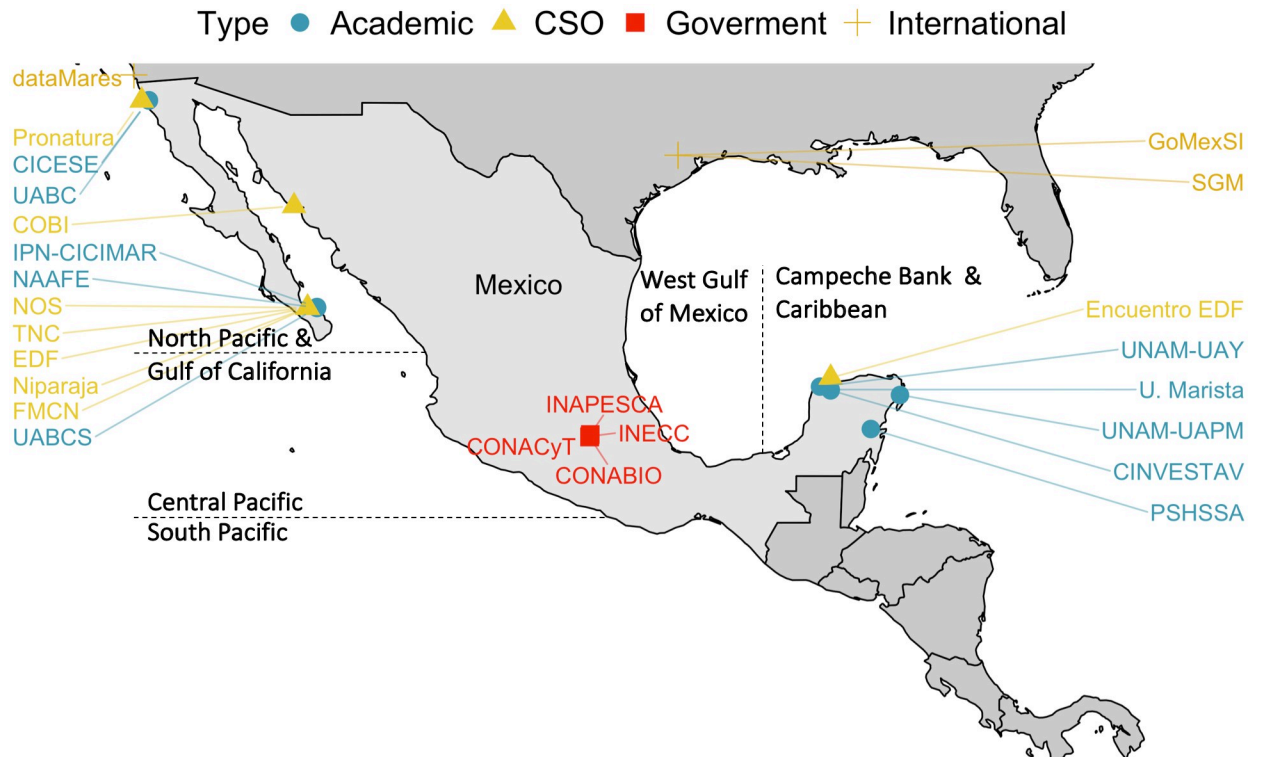 Type Academic CSO Goverment International
dataMares
Pronatura
CICESE
UABC
COBI
IPN-CICIMAR
NAAFE
NOS
TNC
EDF
Niparaja
FMCN
UABCS
North Pacific &
Gulf of California
Central Pacific
South Pacific
Mexico
INAPESCA
INECC
CONACyT
CONABIO
West Gulf
of Mexico
Campeche Bank &
Caribbean
GoMexSI
SGM
Encuentro EDF
UNAM-UAY
U. Marista
UNAM-UAPM
CINVESTAV
PSHSSA